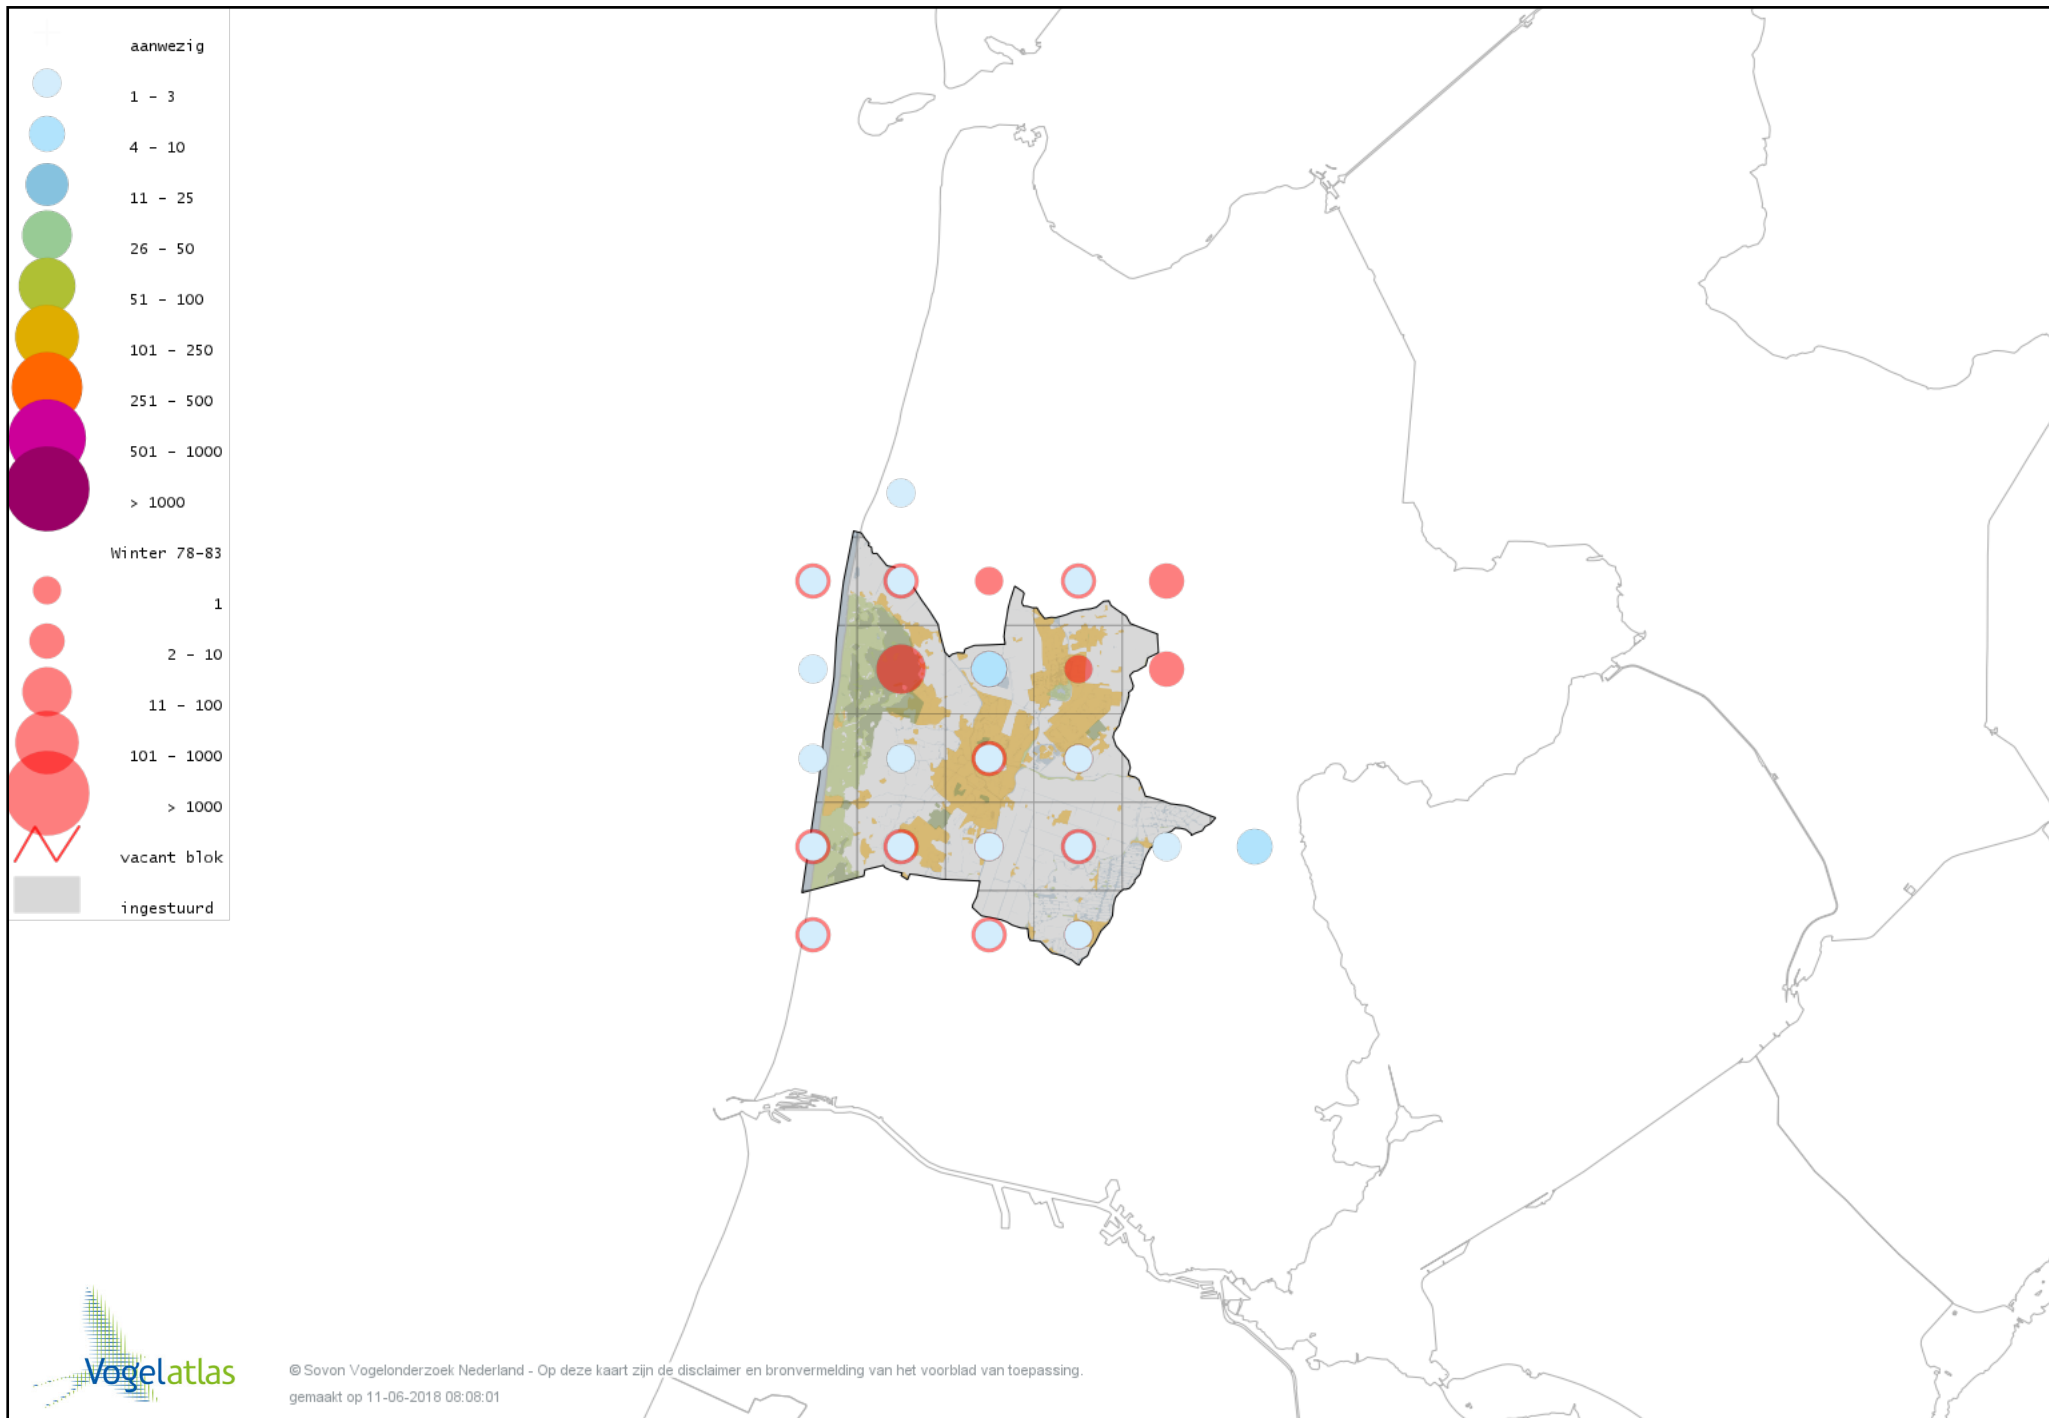 aanwezig
1 - 3
4 - 10
11 - 25
26 - 50
51 - 100
101 - 250
251 - 500
501 - 1000
> 1000
Winter 78-83
1
2 - 10
11 - 100
101 - 1000
> 1000
vacant blok
ingestuurd
Vogelatlas
© Sovon Vogelonderzoek Nederland - Op deze kaart zijn de disclaimer en bronvermelding van het voorblad van toepassing.
gemaakt op 11-06-2018 08:08:01